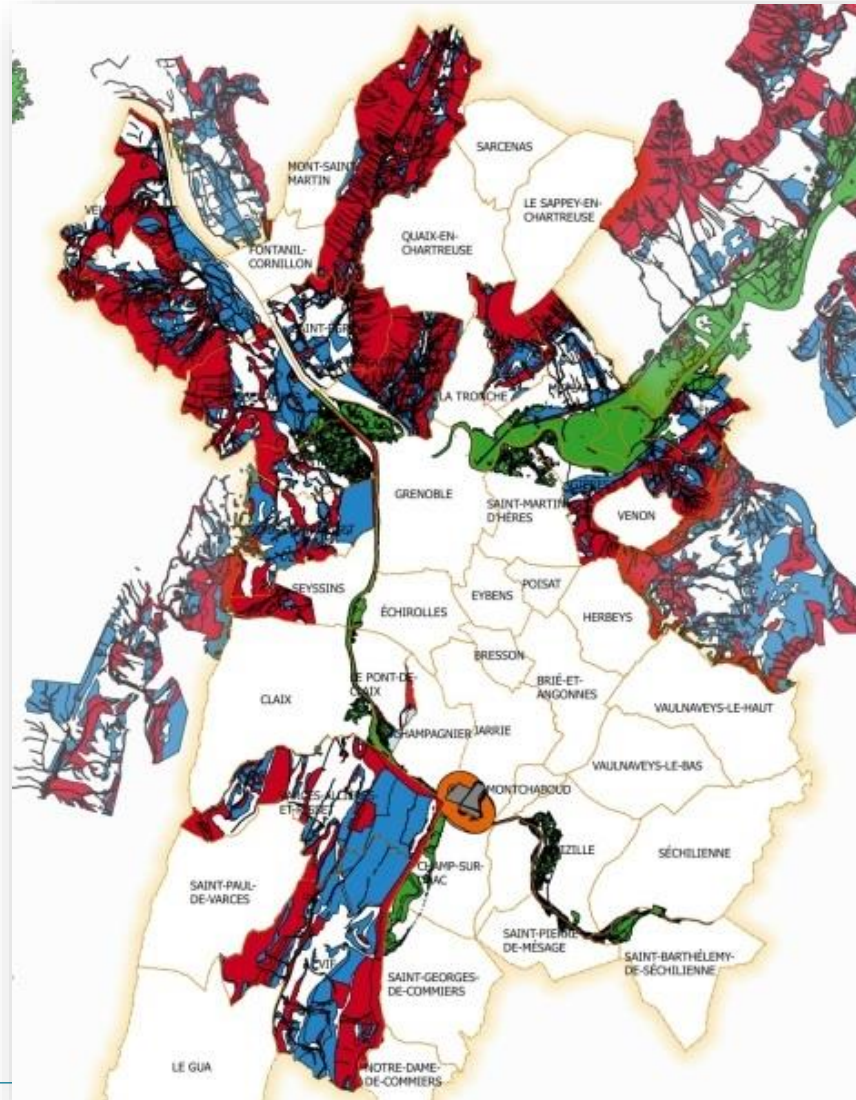 SARCENAS
MONT-SAINT-
MARTIN
LE SAPPEY-EN-
CHARTREUSE
QUAIX-EN-
CHARTREUSE
FONTANIL-
CORNILLON
LA TRONCHE
GRENOBLE
SAINT-MARTIN
D'HÈRES
VENON
SEYSSINS
ÉCHIROLLES
EYBENS
POISAT
HERBEYS
BRESSON
LE PONT-DE-
CLAIX
CLAIX
BRIÉ-ET-
ANGONNES
VAULNAVEYS-LE-HAUT
CHAMPAGNIER
JARRIE
VAULNAVEYS-LE-BAS
MONTCHABOUD
SÉCHILIENNE
CHAMP-SUR-
SAINT-PAUL-
DE-VARCES
SAINT-PIERRE
DE-MÉSAGE
SAINT-BARTHÉLEMY-
DE-SÉCHILIENNE
VIF
SAINT-GEORGES-
DE-COMMIERS
LE GUA
NOTRE-DAME-
DE-COMMIERS